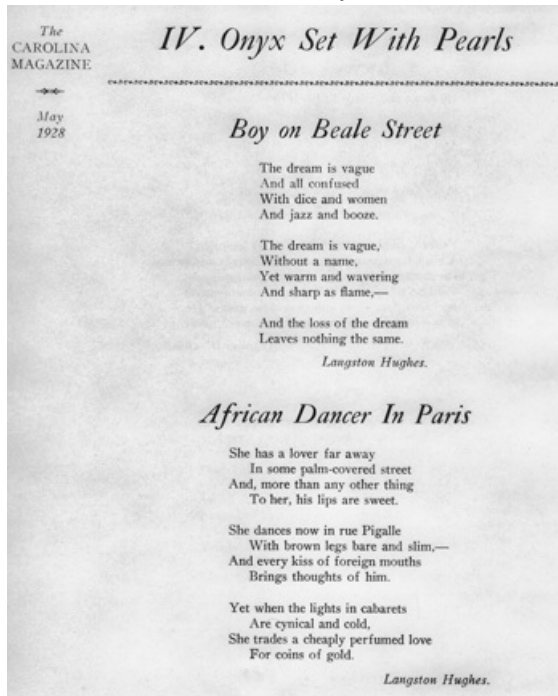 The
CAROLINA
MAGAZINE
May
1928
IV. Onyx Set With Pearls
Boy on Beale Street
The dream is vague
And all confused
With dice and women
And jazz and booze.
The dream is vague,
Without a name,
Yet warm and wavering
And sharp as flame,—
And the loss of the dream
Leaves nothing the same.
Langston Hughes.
African Dancer In Paris
She has a lover far away
In some palm-covered street
And, more than any other thing
To her, his lips are sweet.
She dances now in rue Pigalle
With brown legs bare and slim,—
And every kiss of foreign mouths
Brings thoughts of him.
Yet when the lights in cabarets
Are cynical and cold,
She trades a cheaply perfumed love
For coins of gold.
Langston Hughes.